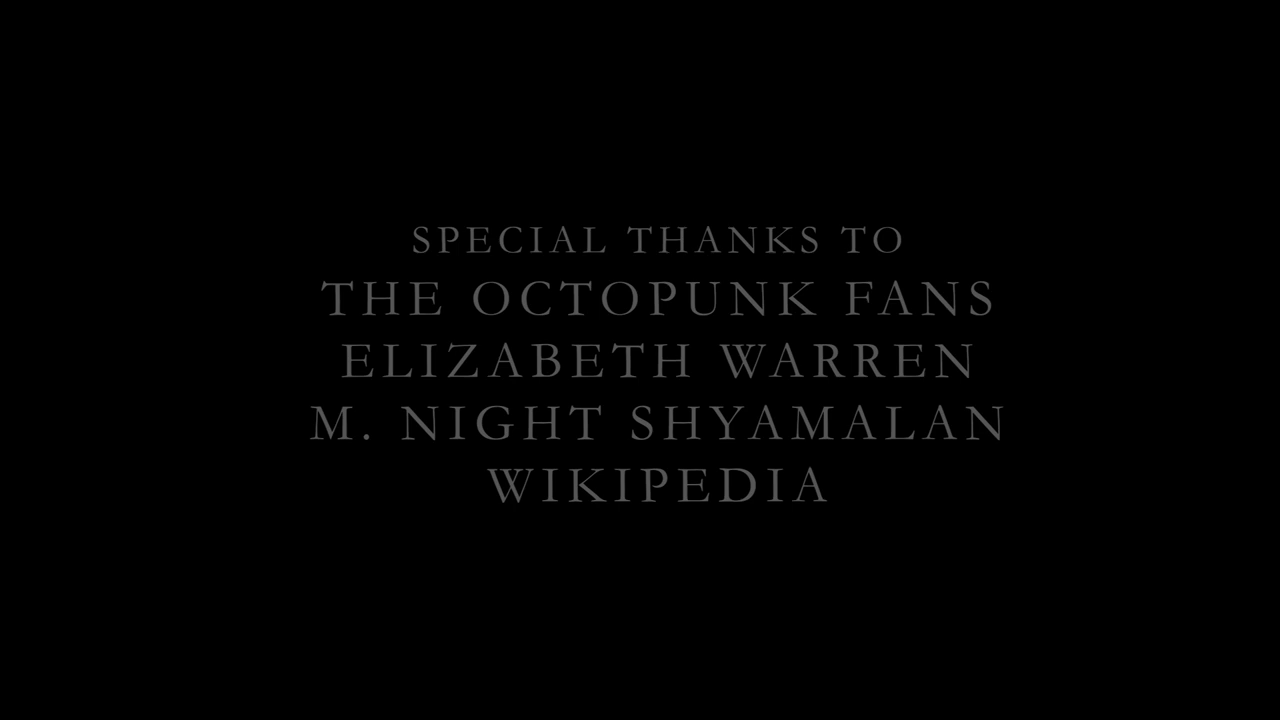 SPECIAL THANKS TO
THE OCTOPUNK FANS
ELIZABETH WARREN
M. NIGHT SHYAMALAN
WIKIPEDIA